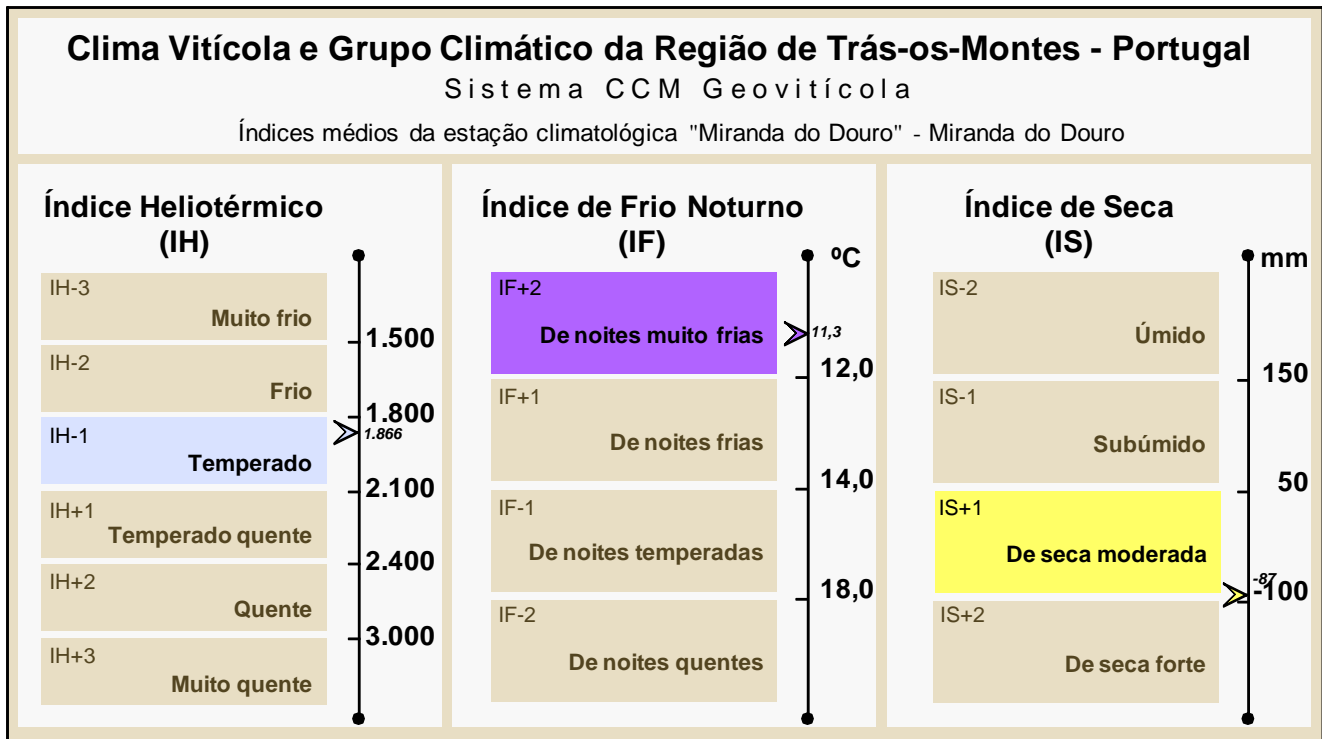 Clima Vitícola e Grupo Climático da Região de Trás-os-Montes - Portugal
Sistema CCM Geovitícola
Índices médios da estação climatológica "Miranda do Douro" - Miranda do Douro
Índice Heliotérmico
(IH)
IH-3
Muito frio
1.500
IH-2
Frio
1.800
1.866
IH-1
Temperado
2.100
IH+1
Temperado quente
2.400
IH+2
Quente
3.000
IH+3
Muito quente
Índice de Frio Noturno
(IF)
ºC
IF+2
De noites muito frias
11,3
12,0
IF+1
De noites frias
14,0
IF-1
De noites temperadas
18,0
IF-2
De noites quentes
Índice de Seca
(IS)
mm
IS-2
Úmido
150
IS-1
Subúmido
50
IS+1
De seca moderada
-87
-100
IS+2
De seca forte